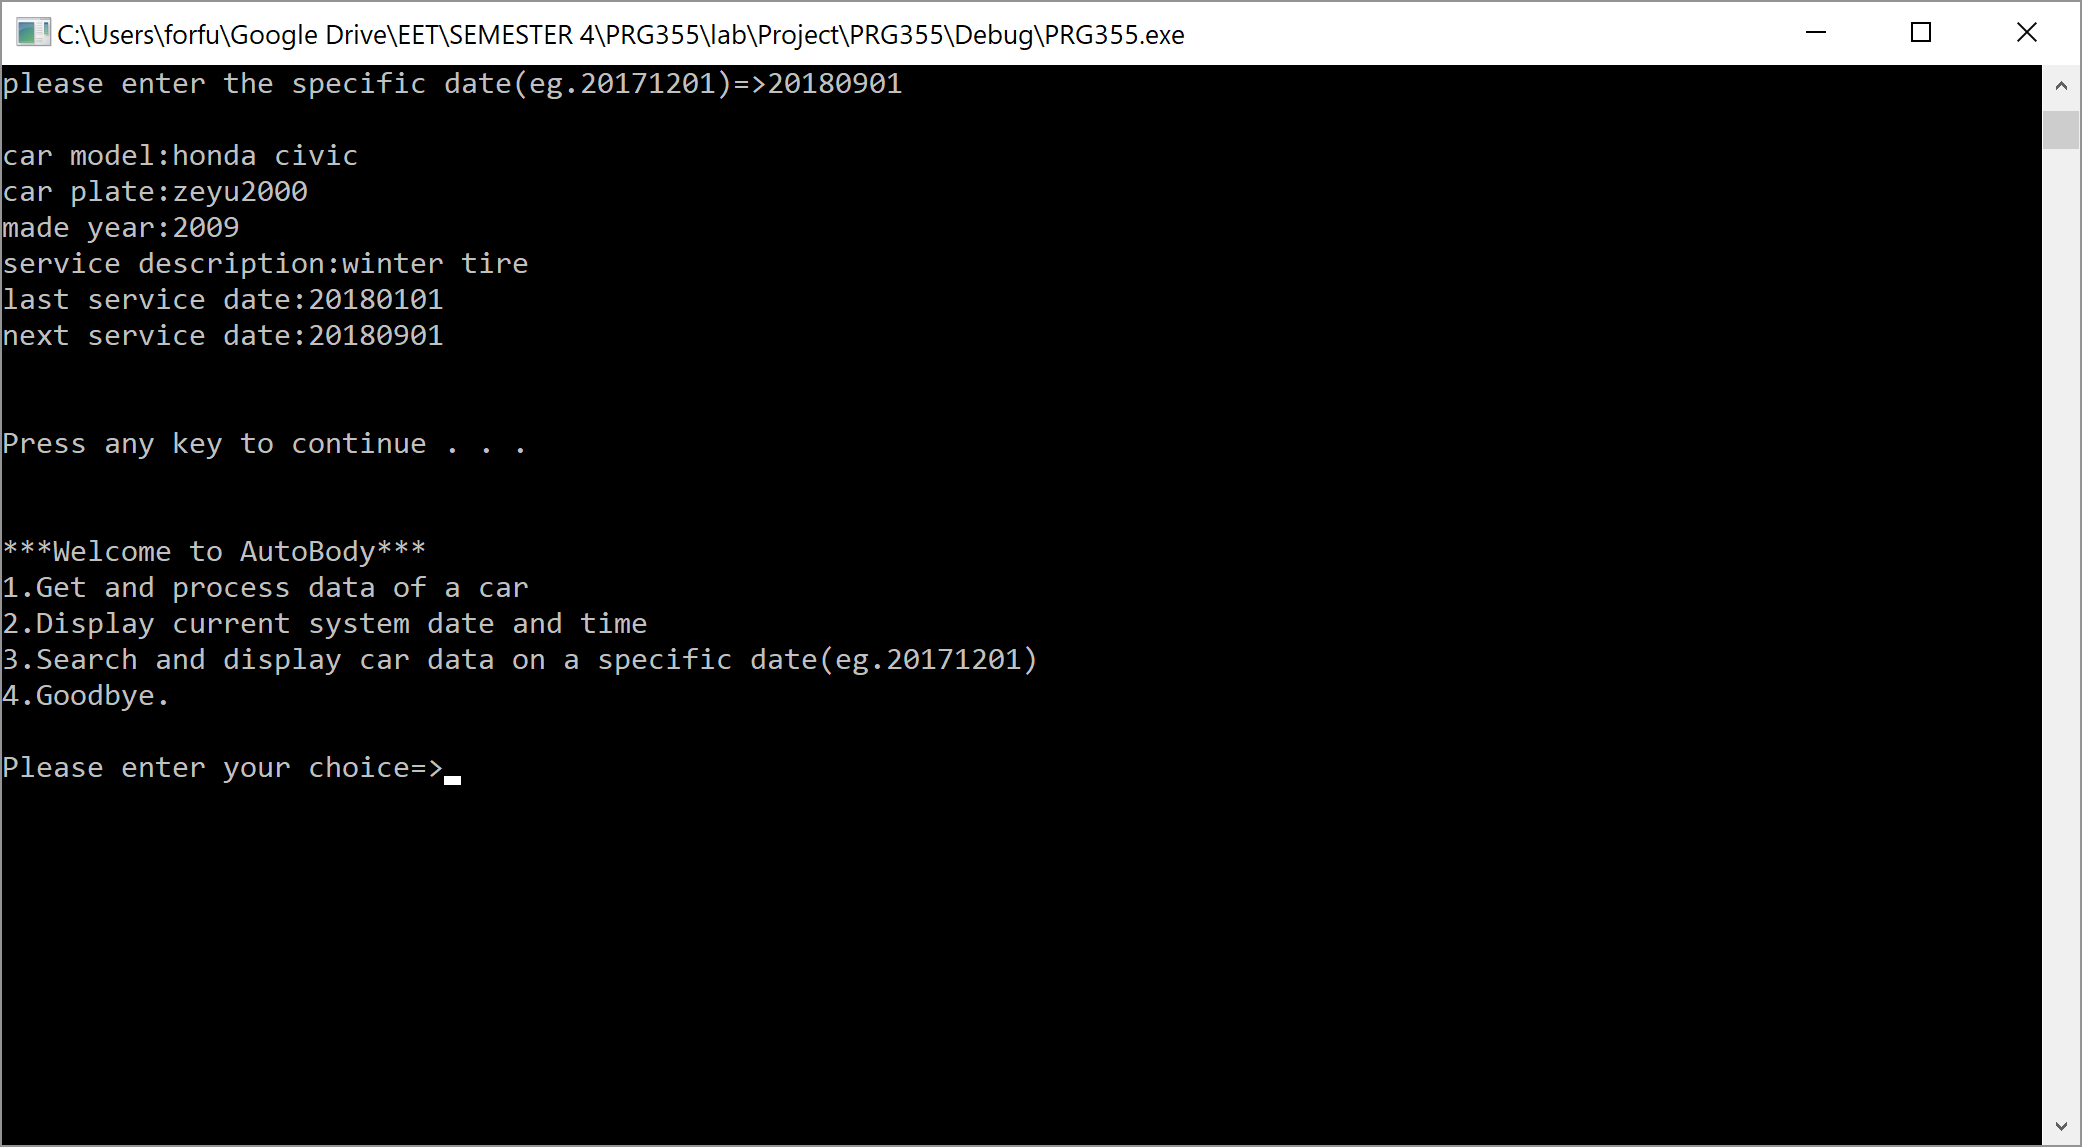 C:\Users\forfu\Google Drive\EET\SEMESTER 4\PRG355\lab\Project\PRG355\Debug\PRG355.exe
please enter the specific date(eg.20171201)=>20180901
car model:honda civic
car plate:zeyu2000
made year:2009
service description:winter tire
last service date:20180101
next service date:20180901
Press any key to continue . . .
***Welcome to AutoBody***
1.Get and process data of a car
2.Display current system date and time
3.Search and display car data on a specific date(eg.20171201)
4.Goodbye.
Please enter your choice=>